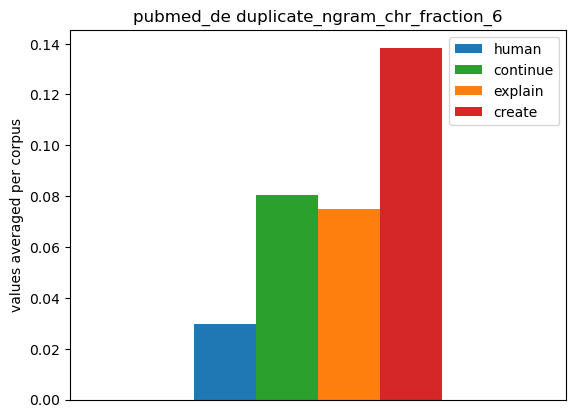 pubmed_de duplicate_ngram_chr_fraction_6
values averaged per corpus
0.14
0.12
0.10
0.08
0.06
0.04
0.02
0.00
human
continue
explain
create